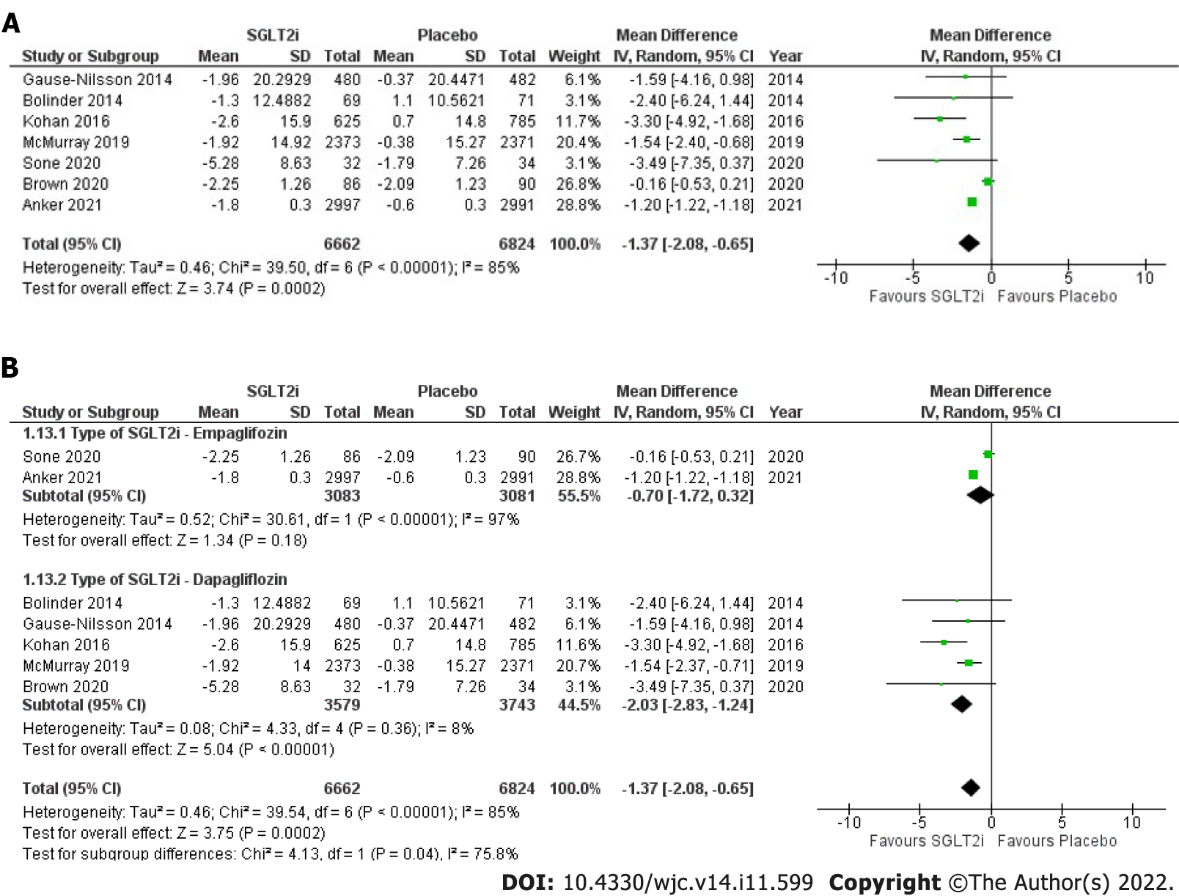 A
SGLT2i Placebo Mean Difference Mean Difference
Study or Subgroup Mean SD Total Mean SD Total Weight IV, Random, 95% CI Year IV, Random, 95% CI
Gause-Nilsson 2014 -1.96 20.2929 480 -0.37 20.4471 482 6.1% -1.59 [-4.16, 0.98] 2014
Bolinder 2014 -1.3 12.4882 69 1.1 10.5621 71 3.1% -2.40 [-6.24, 1.44] 2014
Kohan 2016 -2.6 15.9 625 0.7 14.8 785 11.7% -3.30 [-4.92, -1.68] 2016
McMurray 2019 -1.92 14.92 2373 -0.38 15.27 2371 20.4% -1.54 [-2.40, -0.68] 2019
Sone 2020 -5.28 8.63 32 -1.79 7.26 34 3.1% -3.49 [-7.35, 0.37] 2020
Brown 2020 -2.25 1.26 86 -2.09 1.23 90 26.8% -0.16 [-0.53, 0.21] 2020
Anker 2021 -1.8 0.3 2997 -0.6 0.3 2991 28.8% -1.20 [-1.22, -1.18] 2021
Total (95% CI) 6662 6824 100.0% -1.37 [-2.08, -0.65]
Heterogeneity: Tau² = 0.46; Chi² = 39.50, df = 6 (P < 0.00001); I² = 85%
Test for overall effect: Z = 3.74 (P = 0.0002)
-10 -5 0 5 10
Favours SGLT2i Favours Placebo
B
SGLT2i Placebo Mean Difference Mean Difference
Study or Subgroup Mean SD Total Mean SD Total Weight IV, Random, 95% CI Year IV, Random, 95% CI
1.13.1 Type of SGLT2i - Empaglifozin
Sone 2020 -2.25 1.26 86 -2.09 1.23 90 26.7% -0.16 [-0.53, 0.21] 2020
Anker 2021 -1.8 0.3 2997 -0.6 0.3 2991 28.8% -1.20 [-1.22, -1.18] 2021
Subtotal (95% CI) 3083 3081 55.5% -0.70 [-1.72, 0.32]
Heterogeneity: Tau² = 0.52; Chi² = 30.61, df = 1 (P < 0.00001); I² = 97%
Test for overall effect: Z = 1.34 (P = 0.18)
1.13.2 Type of SGLT2i - Dapagliflozin
Bolinder 2014 -1.3 12.4882 69 1.1 10.5621 71 3.1% -2.40 [-6.24, 1.44] 2014
Gause-Nilsson 2014 -1.96 20.2929 480 -0.37 20.4471 482 6.1% -1.59 [-4.16, 0.98] 2014
Kohan 2016 -2.6 15.9 625 0.7 14.8 785 11.6% -3.30 [-4.92, -1.68] 2016
McMurray 2019 -1.92 14 2373 -0.38 15.27 2371 20.7% -1.54 [-2.37, -0.71] 2019
Brown 2020 -5.28 8.63 32 -1.79 7.26 34 3.1% -3.49 [-7.35, 0.37] 2020
Subtotal (95% CI) 3579 3743 44.5% -2.03 [-2.83, -1.24]
Heterogeneity: Tau² = 0.08; Chi² = 4.33, df = 4 (P = 0.36); I² = 8%
Test for overall effect: Z = 5.04 (P < 0.00001)
Total (95% CI) 6662 6824 100.0% -1.37 [-2.08, -0.65]
Heterogeneity: Tau² = 0.46; Chi² = 39.54, df = 6 (P < 0.00001); I² = 85%
Test for overall effect: Z = 3.75 (P = 0.0002)
Test for subgroup differences: Chi² = 4.13, df = 1 (P = 0.04), I² = 75.8%
-10 -5 0 5 10
Favours SGLT2i Favours Placebo
DOI: 10.4330/wjc.v14.i11.599 Copyright ©The Author(s) 2022.